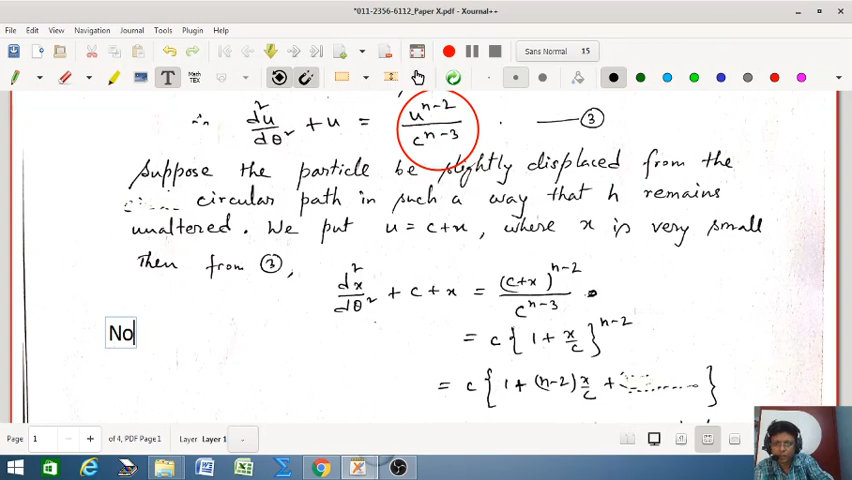 *011-2356-6112_Paper X.pdf - Xournal++
File Edit View Navigation Journal Tools Plugin Help
Sans Normal 15
T Math TEX
∴ d²u/dθ² + u = u^(n-2)/c^(n-3) . —— ③
Suppose the particle be slightly displaced from the
circular path in such a way that h remains
unaltered. We put u = c+x, where x is very small
Then from ③,
d²x/dθ² + c + x = (c+x)^(n-2)/c^(n-3) .
No
= c { 1 + x/c }^(n-2)
= c { 1 + (n-2) x/c + ......... }
Page 1 of 4, PDF Page 1 Layer Layer 1